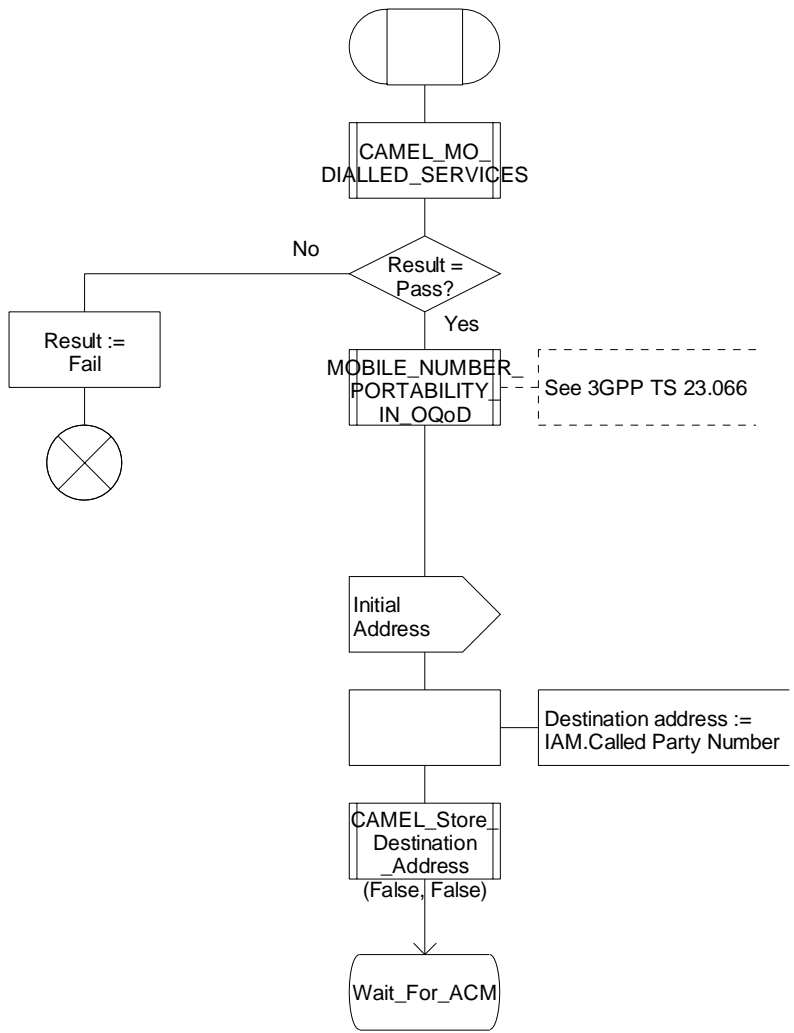 CAMEL_MO_
DIALLED_SERVICES
No
Result =
Pass?
Yes
Result :=
Fail
MOBILE_NUMBER_
PORTABILITY_
IN_OQoD
See 3GPP TS 23.066
Initial
Address
Destination address :=
IAM.Called Party Number
CAMEL_Store_
Destination
_Address
(False, False)
Wait_For_ACM